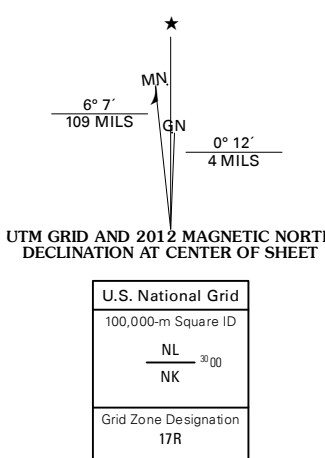 ★
MN
GN
6° 7´
109 MILS
0° 12´
4 MILS
UTM GRID AND 2012 MAGNETIC NORTH
DECLINATION AT CENTER OF SHEET
U.S. National Grid
100,000-m Square ID
NL
3000
NK
Grid Zone Designation
17R